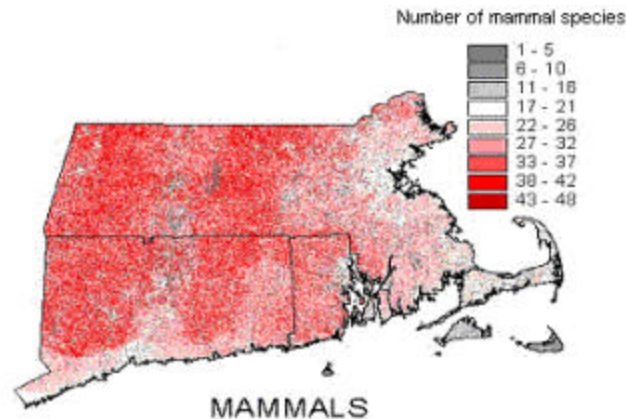 Number of mammal species
1 - 5
6 - 10
11 - 16
17 - 21
22 - 26
27 - 32
33 - 37
38 - 42
43 - 48
MAMMALS